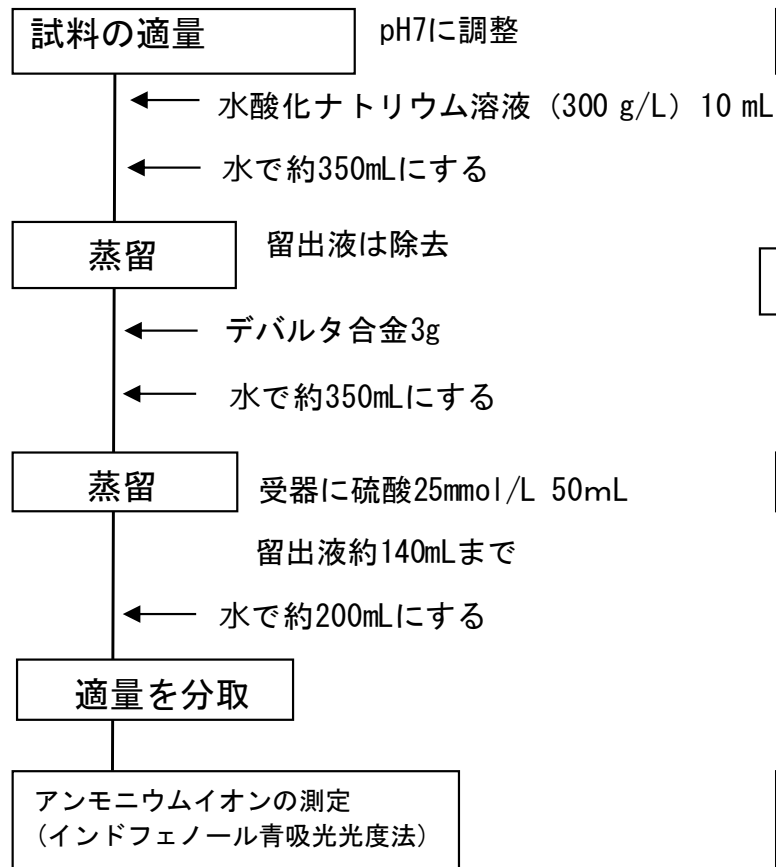 試料の適量
pH7に調整
水酸化ナトリウム溶液（300 g/L）10 mL
水で約350mLにする
蒸留
留出液は除去
デバルタ合金3g
水で約350mLにする
蒸留
受器に硫酸25mmol/L 50mL
留出液約140mLまで
水で約200mLにする
適量を分取
アンモニウムイオンの測定
（インドフェノール青吸光光度法）